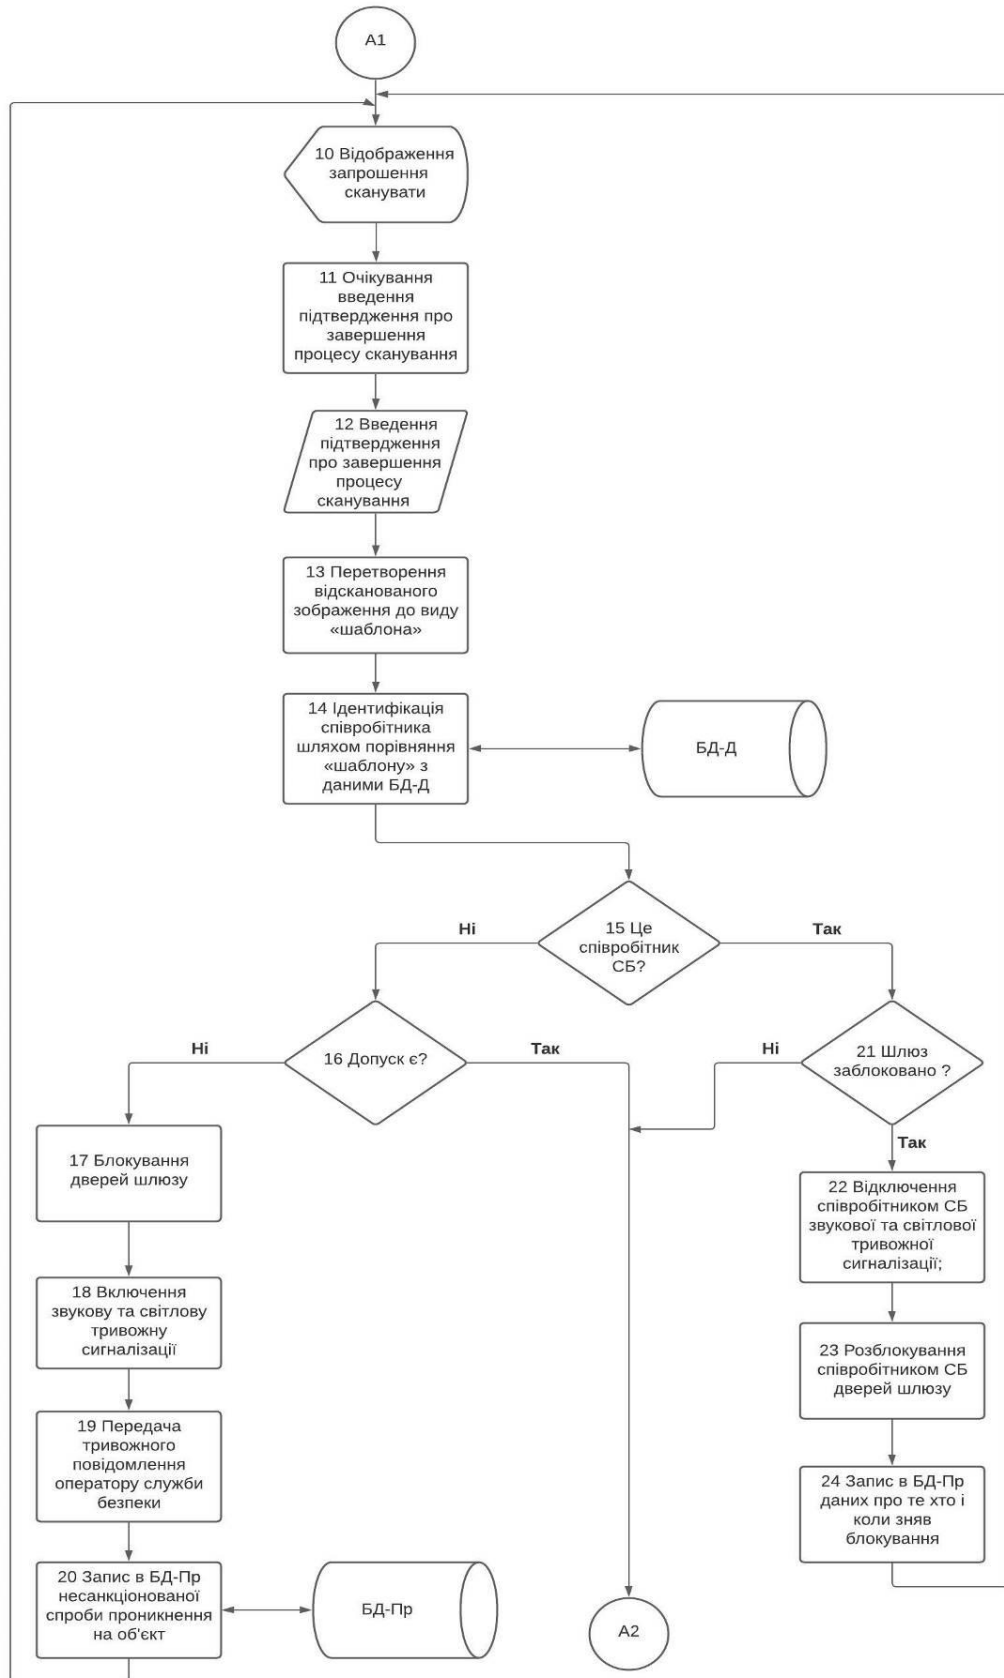 А1
10 Відображення
запрошення
сканувати
11 Очікування
введення
підтвердження про
завершення
процесу сканування
12 Введення
підтвердження
про завершення
процесу
сканування
13 Перетворення
відсканованого
зображення до виду
«шаблона»
14 Ідентифікація
співробітника
шляхом порівняння
«шаблону» з
даними БД-Д
БД-Д
15 Це
співробітник
СБ?
Ні
Так
16 Допуск є?
Ні
Так
21 Шлюз
заблоковано ?
Ні
Так
17 Блокування
дверей шлюзу
18 Включення
звукову та світлову
тривожну
сигналізації
19 Передача
тривожного
повідомлення
оператору служби
безпеки
20 Запис в БД-Пр
несанкціонованої
спроби проникнення
на об'єкт
БД-Пр
А2
22 Відключення
співробітником СБ
звукової та світлової
тривожної
сигналізації;
23 Розблокування
співробітником СБ
дверей шлюзу
24 Запис в БД-Пр
даних про те хто і
коли зняв
блокування